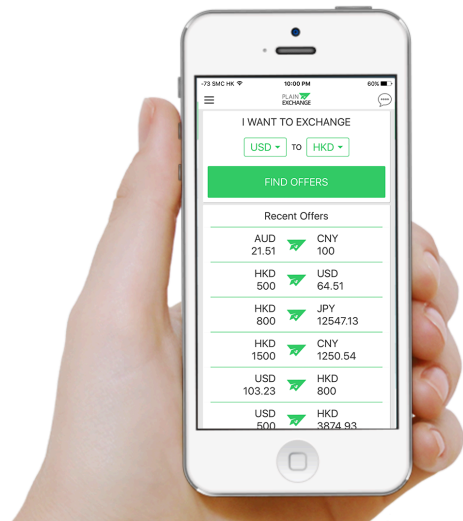 -73 SMC HK 10:00 PM 60%
PLAIN
EXCHANGE
I WANT TO EXCHANGE
USD TO HKD
FIND OFFERS
Recent Offers
AUD CNY
21.51 100
HKD USD
500 64.51
HKD JPY
800 12547.13
HKD CNY
1500 1250.54
USD HKD
103.23 800
USD HKD
500 3874.93